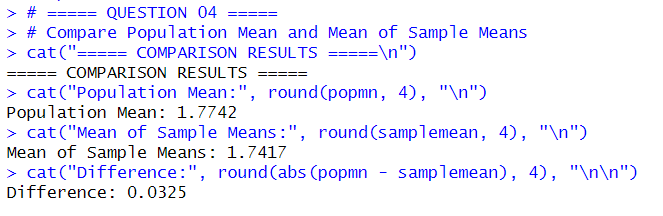 > # ===== QUESTION 04 =====
> # Compare Population Mean and Mean of Sample Means
> cat("===== COMPARISON RESULTS =====\n")
===== COMPARISON RESULTS =====
> cat("Population Mean:", round(popmn, 4), "\n")
Population Mean: 1.7742
> cat("Mean of Sample Means:", round(samplemean, 4), "\n")
Mean of Sample Means: 1.7417
> cat("Difference:", round(abs(popmn - samplemean), 4), "\n\n")
Difference: 0.0325